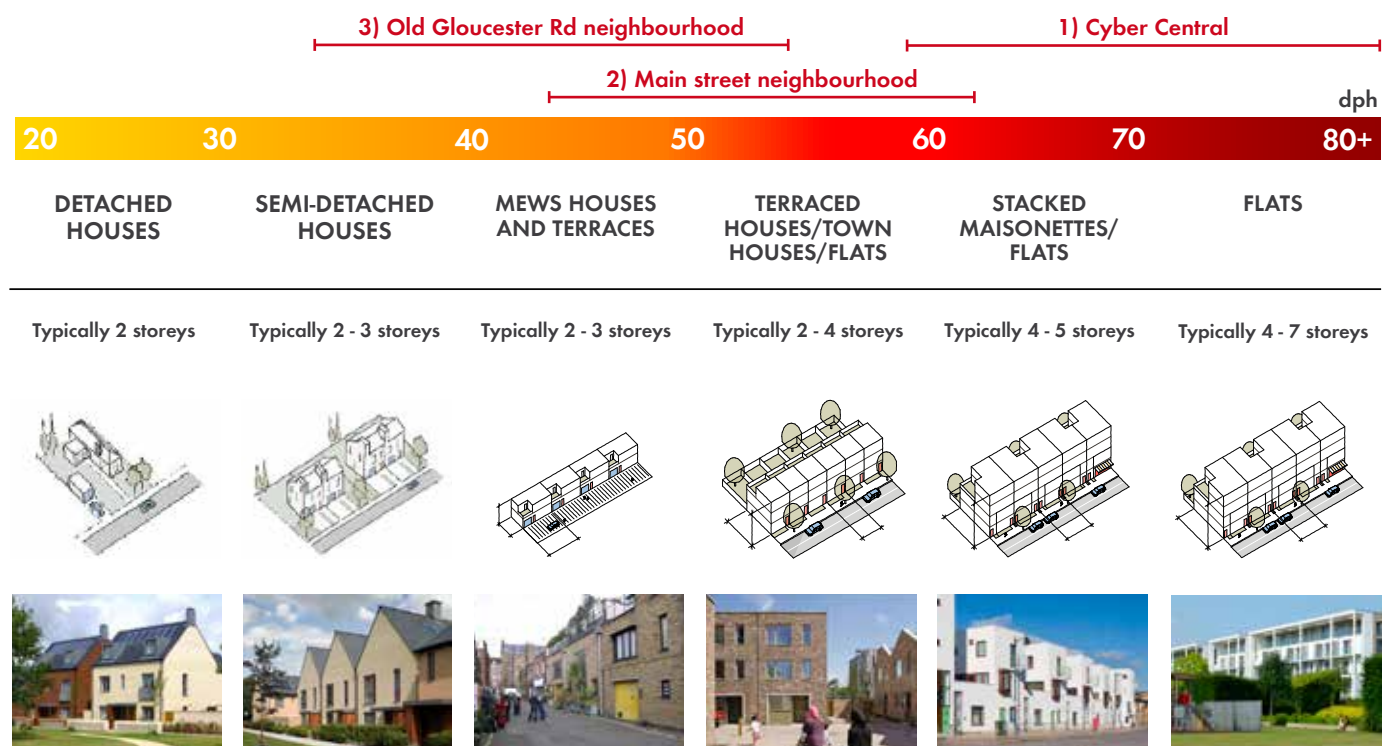 3) Old Gloucester Rd neighbourhood
1) Cyber Central
2) Main street neighbourhood
dph
20 30 40 50 60 70 80+
DETACHED
HOUSES
SEMI-DETACHED
HOUSES
MEWS HOUSES
AND TERRACES
TERRACED
HOUSES/TOWN
HOUSES/FLATS
STACKED
MAISONETTES/
FLATS
FLATS
Typically 2 storeys
Typically 2 - 3 storeys
Typically 2 - 3 storeys
Typically 2 - 4 storeys
Typically 4 - 5 storeys
Typically 4 - 7 storeys